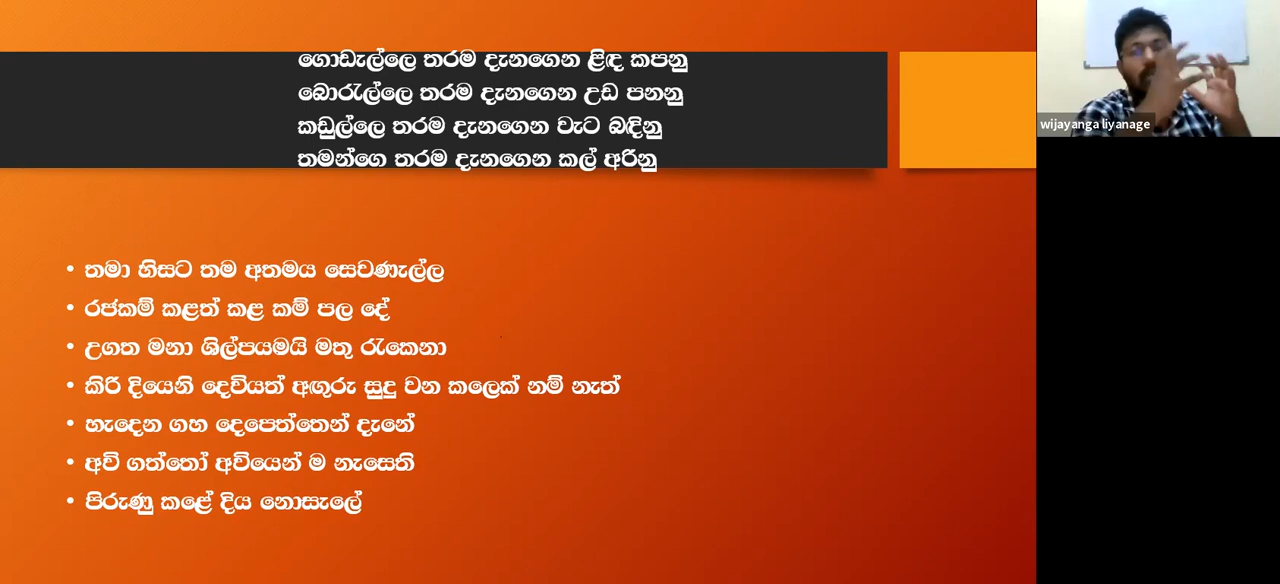 ගොඩැල්ලෙ තරම දැනගෙන ළිඳ කපනු
බොරැල්ලෙ තරම දැනගෙන උඩ පනනු
කඩුල්ලෙ තරම දැනගෙන වැට බඳිනු
තමන්ගෙ තරම දැනගෙන කල් අරිනු
wijayanga liyanage
• තමා හිසට තම අතමය සෙවණැල්ල
• රජකම් කළත් කළ කම් පල දේ
• උගත මනා ශිල්පයමයි මතු රැකෙනා
• කිරි දියෙනි දෙවියත් අඟුරු සුදු වන කලෙක් නම් නැත්
• හැදෙන ගහ දෙපෙත්තෙන් දැනේ
• අවි ගත්තෝ අවියෙන් ම නැසෙති
• පිරුණු කළේ දිය නොසැලේ